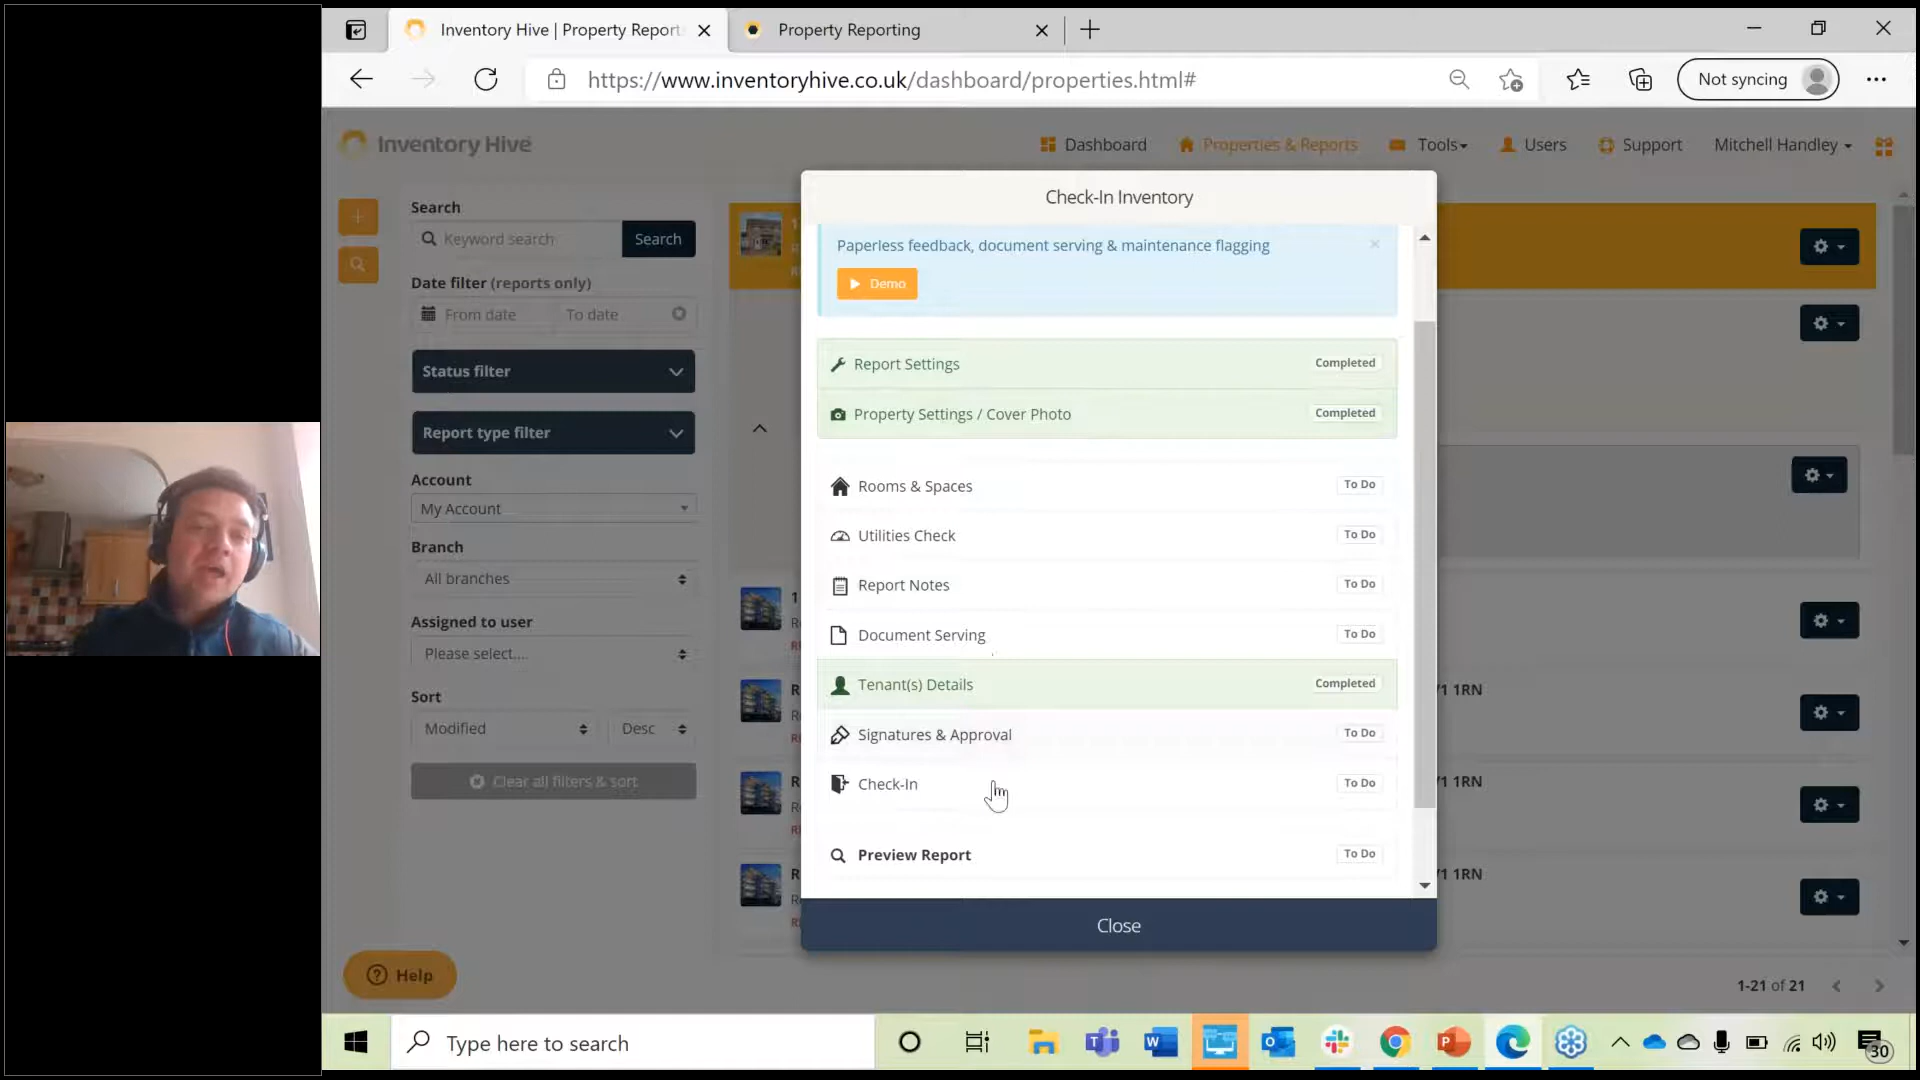 Inventory Hive | Property Report
Property Reporting
https://www.inventoryhive.co.uk/dashboard/properties.html#
Not syncing
Inventory Hive
Dashboard
Properties & Reports
Tools
Users
Support
Mitchell Handley
Search
Keyword search
Search
Date filter (reports only)
From date
To date
Status filter
Report type filter
Account
My Account
Branch
All branches
Assigned to user
Please select....
Sort
Modified
Desc
Clear all filters & sort
Help
Check-In Inventory
Paperless feedback, document serving & maintenance flagging
Demo
Report Settings
Completed
Property Settings / Cover Photo
Completed
Rooms & Spaces
To Do
Utilities Check
To Do
Report Notes
To Do
Document Serving
To Do
Tenant(s) Details
Completed
Signatures & Approval
To Do
Check-In
To Do
Preview Report
To Do
Close
1RN
1RN
1RN
1-21 of 21
Type here to search
30